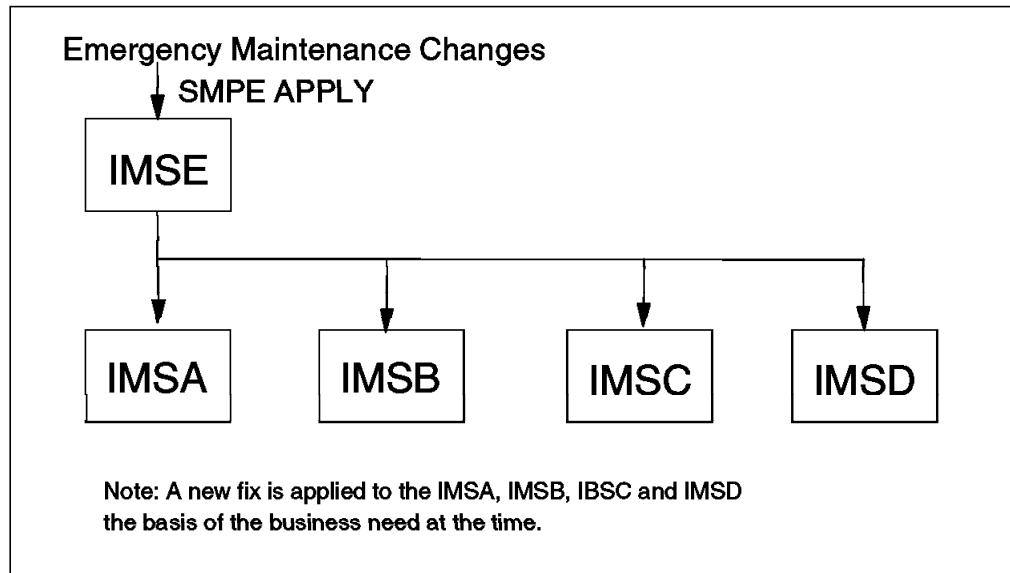 Emergency Maintenance Changes
SMPE APPLY
IMSE
IMSA IMSB IMSC IMSD
Note: A new fix is applied to the IMSA, IMSB, IBSC and IMSD
the basis of the business need at the time.